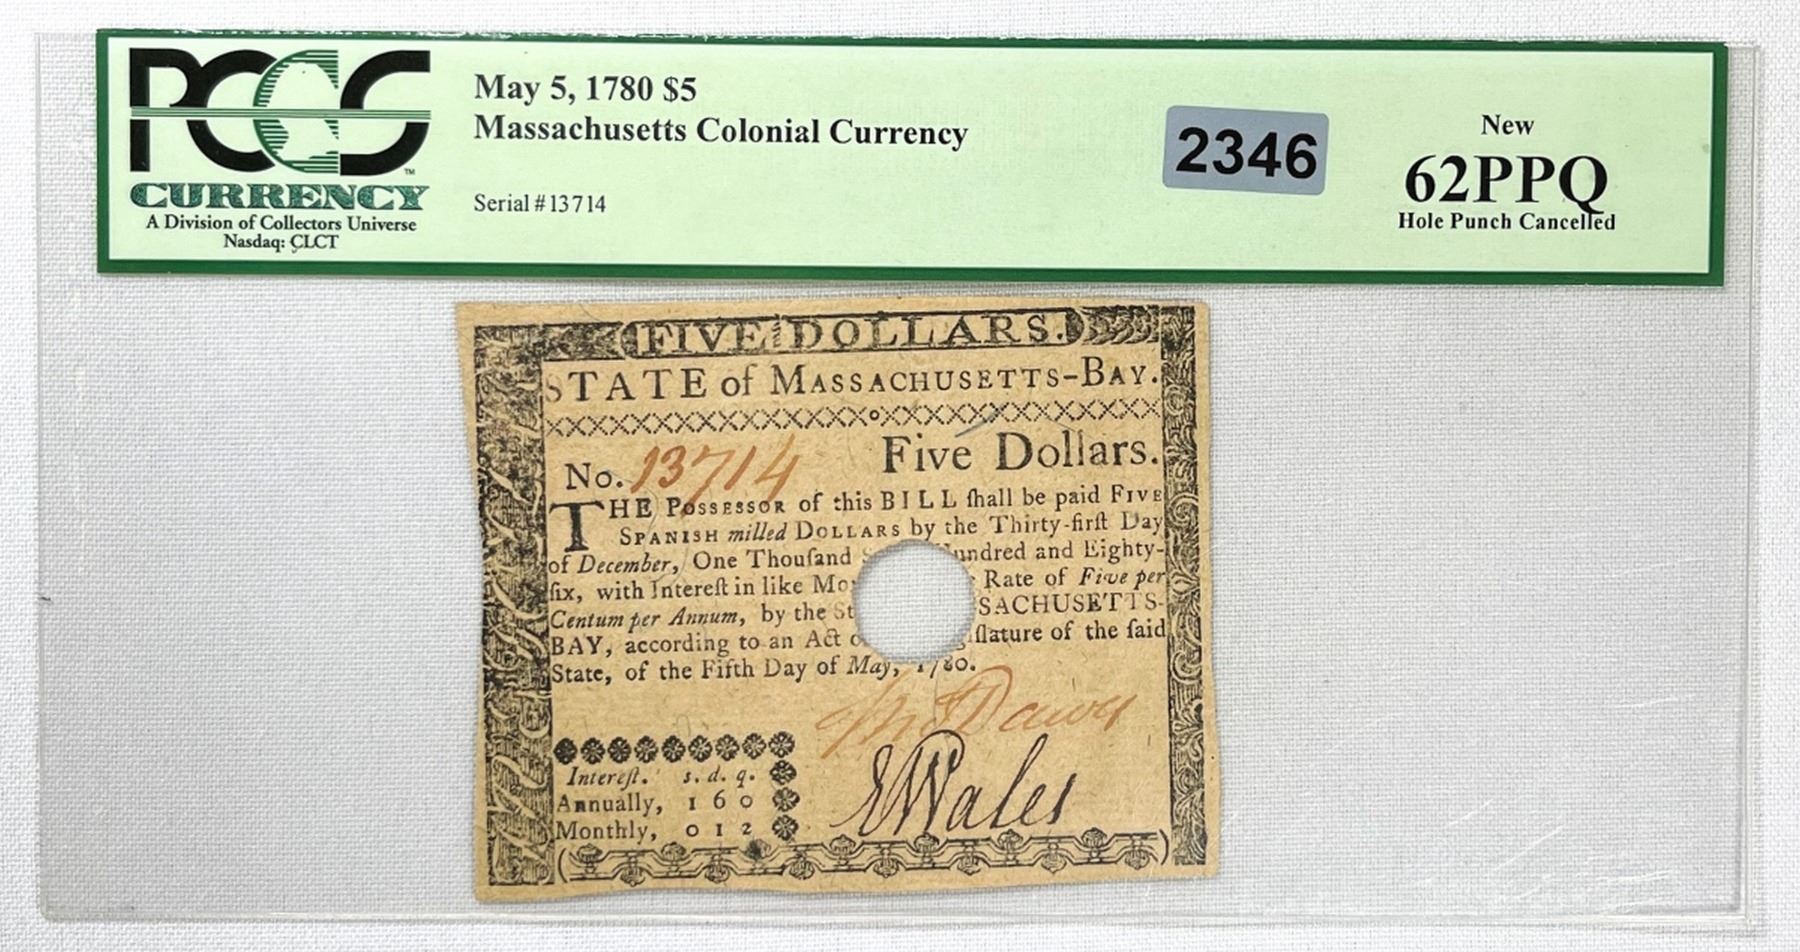 PCGS
CURRENCY
A Division of Collectors Universe
Nasdaq: CLCT
May 5, 1780 $5
Massachusetts Colonial Currency
Serial #13714
2346
New
62PPQ
Hole Punch Cancelled
FIVE DOLLARS.
STATE of MASSACHUSETTS-BAY.
Five Dollars.
No. 13714
THE POSSESSOR of this BILL ſhall be paid FIVE
SPANISH milled DOLLARS by the Thirty-firſt Day
of December, One Thouſand Hundred and Eighty-
ſix, with Intereſt in like Rate of Five per
Centum per Annum, by the SACHUSETTS-
BAY, according to an Act of the ſaid
State, of the Fifth Day of May, 1780.
Tho Dawes
E Wales
Intereſt. s. d. q.
Annually, 1 6 0
Monthly, 0 1 2